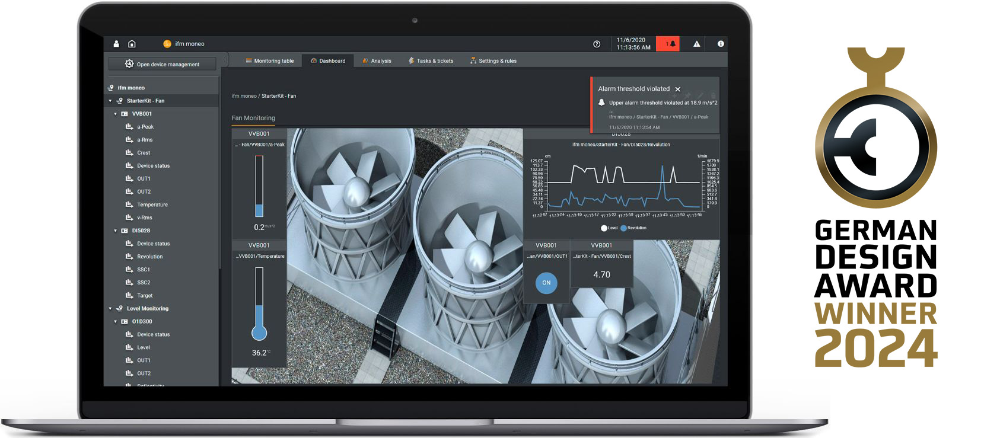 ifm moneo
11/6/2020
11:13:56 AM
1
Open device management
Monitoring table
Dashboard
Analysis
Tasks & tickets
Settings & rules
ifm moneo
StarterKit - Fan
VVB001
a-Peak
a-Rms
Crest
Device status
OUT1
OUT2
Temperature
v-Rms
DI5028
Device status
Revolution
SSC1
SSC2
Target
Level Monitoring
O1D300
Device status
Level
OUT1
OUT2
Reflectivity
ifm moneo / StarterKit - Fan
Alarm threshold violated
Upper alarm threshold violated at 18.9 m/s^2
...
ifm moneo / StarterKit - Fan / VVB001 / a-Peak
11/6/2020 11:13:54 AM
Fan Monitoring
VVB001
... - Fan/VVB001/a-Peak
0.2 m/s^2
VVB001
...VVB001/Temperature
36.2 °C
DI5028
ifm moneo/StarterKit - Fan/DI5028/Revolution
cm
125.07
113.7
102.33
90.96
79.59
68.22
56.85
45.48
34.11
22.74
11.37
0
1/min
1879.9
1709
1538.1
1367.2
1196.3
1025.4
854.5
683.6
512.7
341.8
170.9
0
11:12:57 11:13:04 11:13:10 11:13:17 11:13:23 11:13:30 11:13:37 11:13:43 11:13:50 11:13:56
Level Revolution
VVB001
...an/VVB001/OUT1
ON
VVB001
...terKit - Fan/VVB001/Crest
4.70
GERMAN
DESIGN
AWARD
WINNER
2024